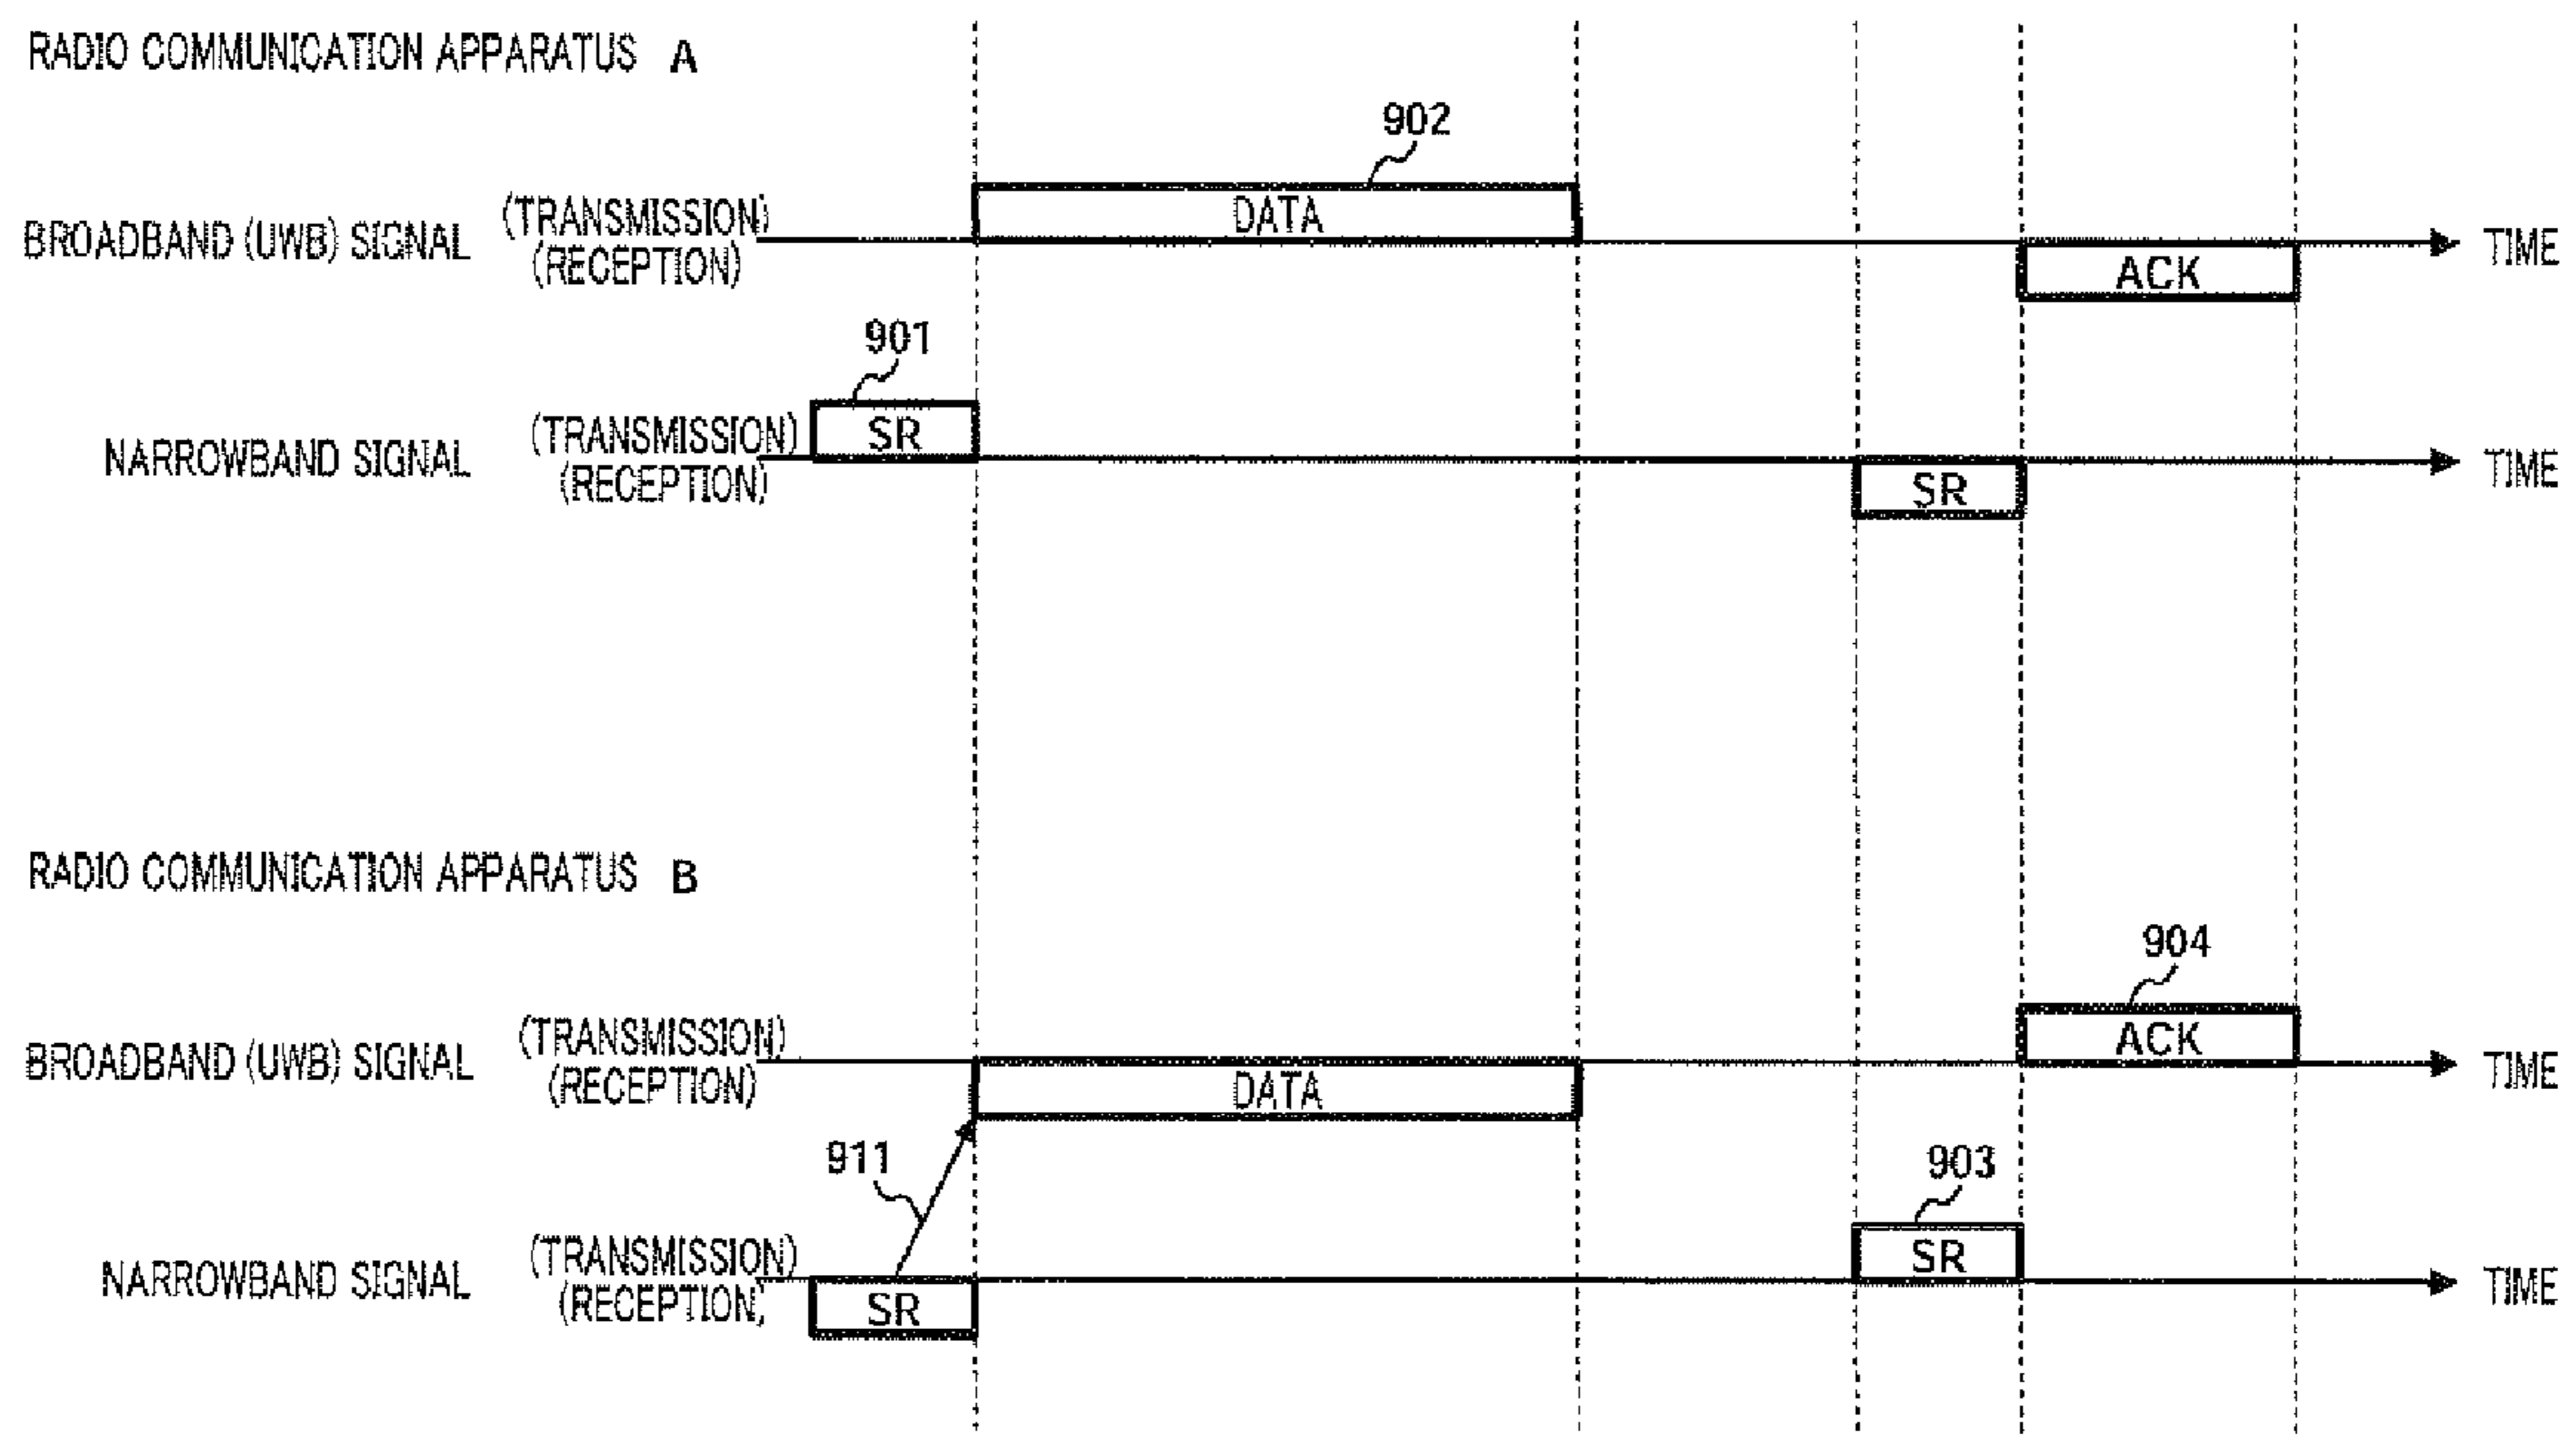 RADIO COMMUNICATION APPARATUS A
902
(TRANSMISSION)
DATA
BROADBAND (UWB) SIGNAL
(RECEPTION)
TIME
ACK
901
(TRANSMISSION)
SR
NARROWBAND SIGNAL
(RECEPTION)
TIME
SR
RADIO COMMUNICATION APPARATUS B
904
(TRANSMISSION)
ACK
BROADBAND (UWB) SIGNAL
(RECEPTION)
DATA
TIME
911
903
(TRANSMISSION)
SR
NARROWBAND SIGNAL
(RECEPTION)
SR
TIME